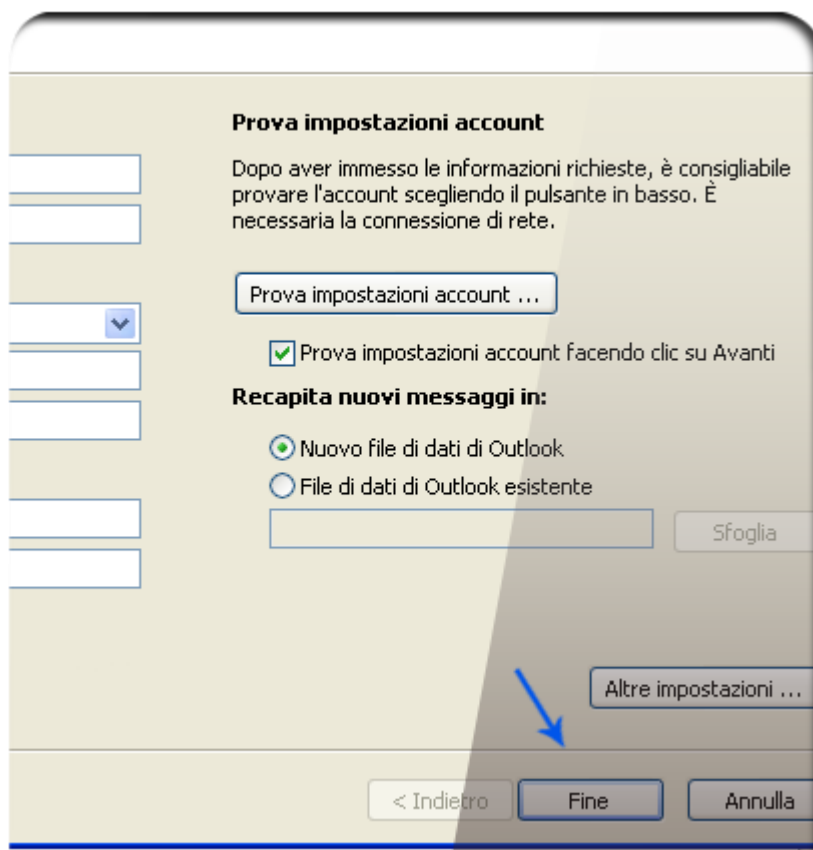 Prova impostazioni account
Dopo aver immesso le informazioni richieste, è consigliabile
provare l'account scegliendo il pulsante in basso. È
necessaria la connessione di rete.
Prova impostazioni account ...
Prova impostazioni account facendo clic su Avanti
Recapita nuovi messaggi in:
Nuovo file di dati di Outlook
File di dati di Outlook esistente
Sfoglia
Altre impostazioni ...
< Indietro Fine Annulla